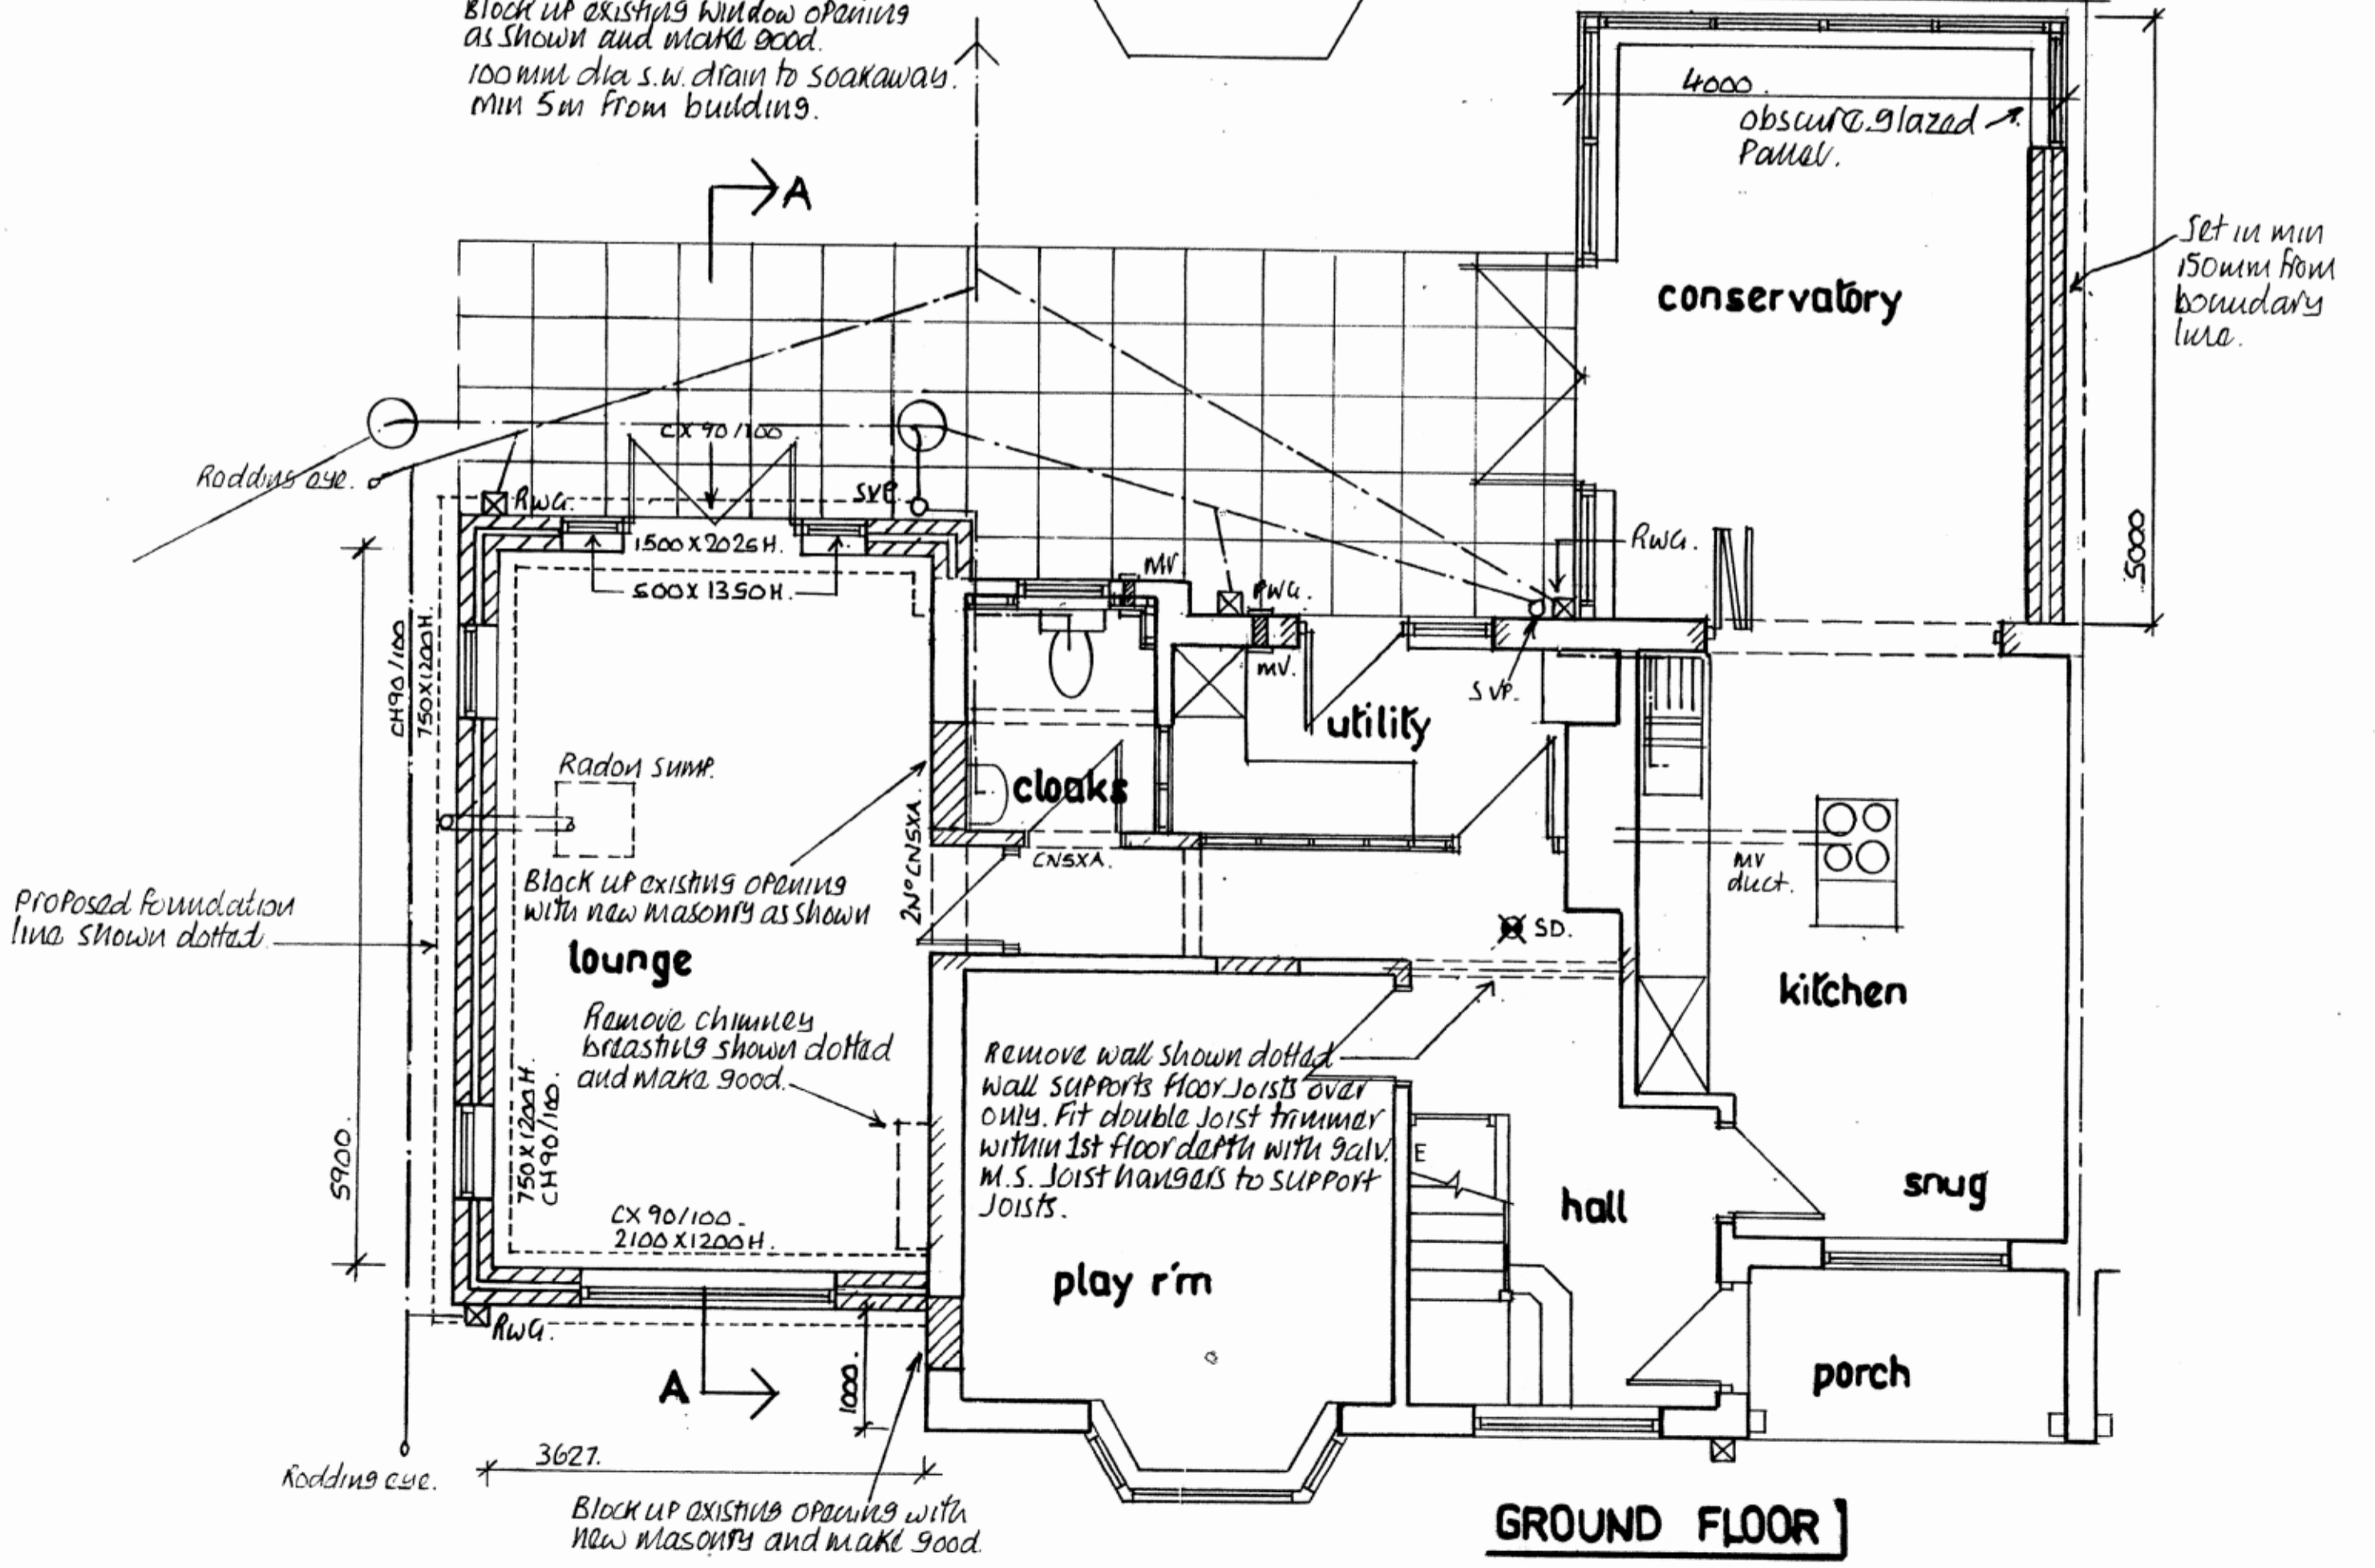 Block up existing window opening
as shown and make good.
100mm dia s.w. drain to soakaway.
min 5m from building.
4000.
obscure glazed
panel.
A
Set in min
150mm from
boundary
line.
conservatory
CX 90/100
Rodding eye.
RWG.
SVP.
1500 X 2025H.
500 X 1350H.
MV
RWG.
RWG.
5000
CH90/100
750X1200H.
MV.
SVP.
utility
Radon sump.
cloaks
2No CN5XA.
CN5XA.
MV
duct.
Block up existing opening
with new masonry as shown
Proposed foundation
line shown dotted.
SD.
lounge
kitchen
Remove chimney
breasting shown dotted
and make good.
Remove wall shown dotted
wall supports floor joists over
only. Fit double joist trimmer
within 1st floor depth with galv.
M.S. joist hangers to support
joists.
750X1200H.
CH90/100.
5900.
E
snug
hall
CX 90/100.
2100X1200H.
play r'm
RWG.
porch
A
1000.
3627.
Rodding eye.
Block up existing opening with
new masonry and make good.
GROUND FLOOR